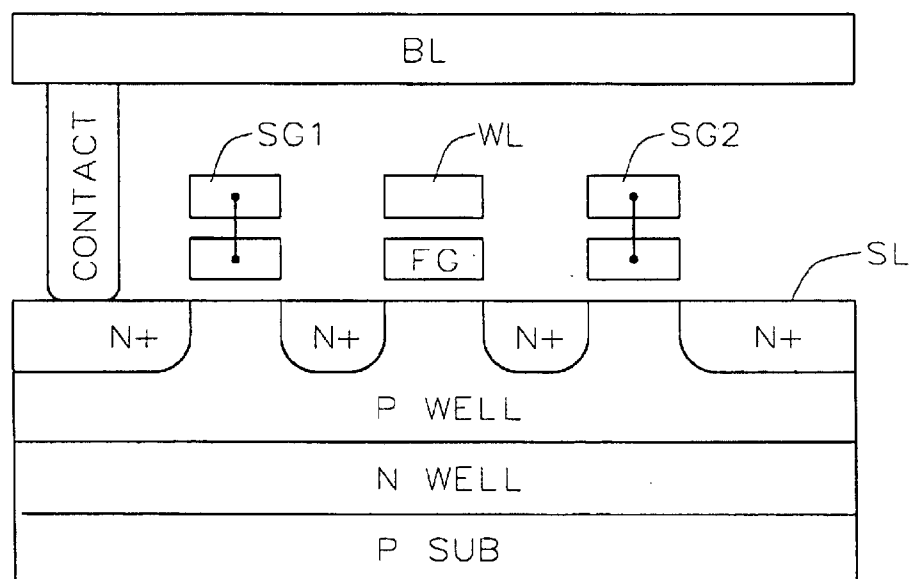 BL
CONTACT
SG1
WL
SG2
FG
SL
N+
N+
N+
N+
P WELL
N WELL
P SUB